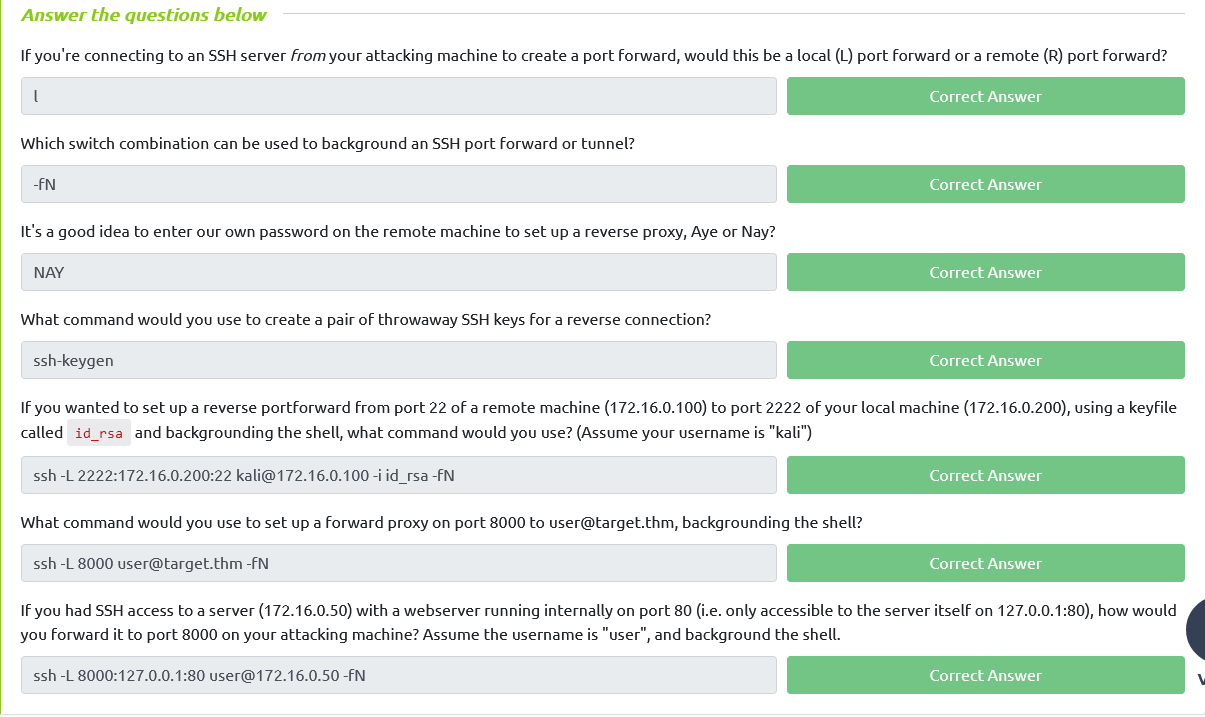 Answer the questions below
If you're connecting to an SSH server from your attacking machine to create a port forward, would this be a local (L) port forward or a remote (R) port forward?
l
Correct Answer
Which switch combination can be used to background an SSH port forward or tunnel?
-fN
Correct Answer
It's a good idea to enter our own password on the remote machine to set up a reverse proxy, Aye or Nay?
NAY
Correct Answer
What command would you use to create a pair of throwaway SSH keys for a reverse connection?
ssh-keygen
Correct Answer
If you wanted to set up a reverse portforward from port 22 of a remote machine (172.16.0.100) to port 2222 of your local machine (172.16.0.200), using a keyfile
called id_rsa and backgrounding the shell, what command would you use? (Assume your username is "kali")
ssh -L 2222:172.16.0.200:22 kali@172.16.0.100 -i id_rsa -fN
Correct Answer
What command would you use to set up a forward proxy on port 8000 to user@target.thm, backgrounding the shell?
ssh -L 8000 user@target.thm -fN
Correct Answer
If you had SSH access to a server (172.16.0.50) with a webserver running internally on port 80 (i.e. only accessible to the server itself on 127.0.0.1:80), how would
you forward it to port 8000 on your attacking machine? Assume the username is "user", and background the shell.
ssh -L 8000:127.0.0.1:80 user@172.16.0.50 -fN
Correct Answer